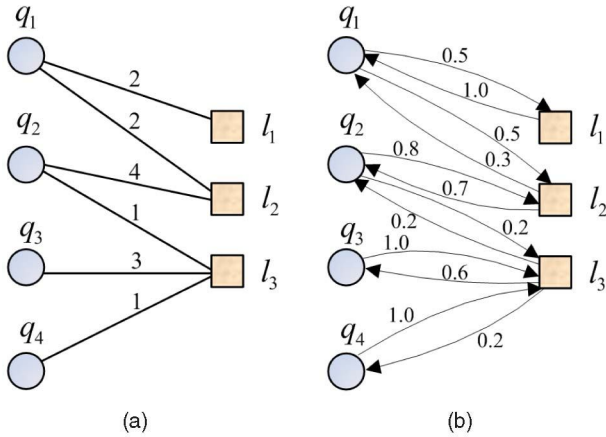 q1 q1
2 0.5
1.0
l1 l1
q2 2 q2 0.5
0.3
4 0.8
l2 0.7 l2
1 0.2
q3 q3 0.2
1.0
3 l3 0.6 l3
1
q4 q4 1.0
0.2
(a) (b)